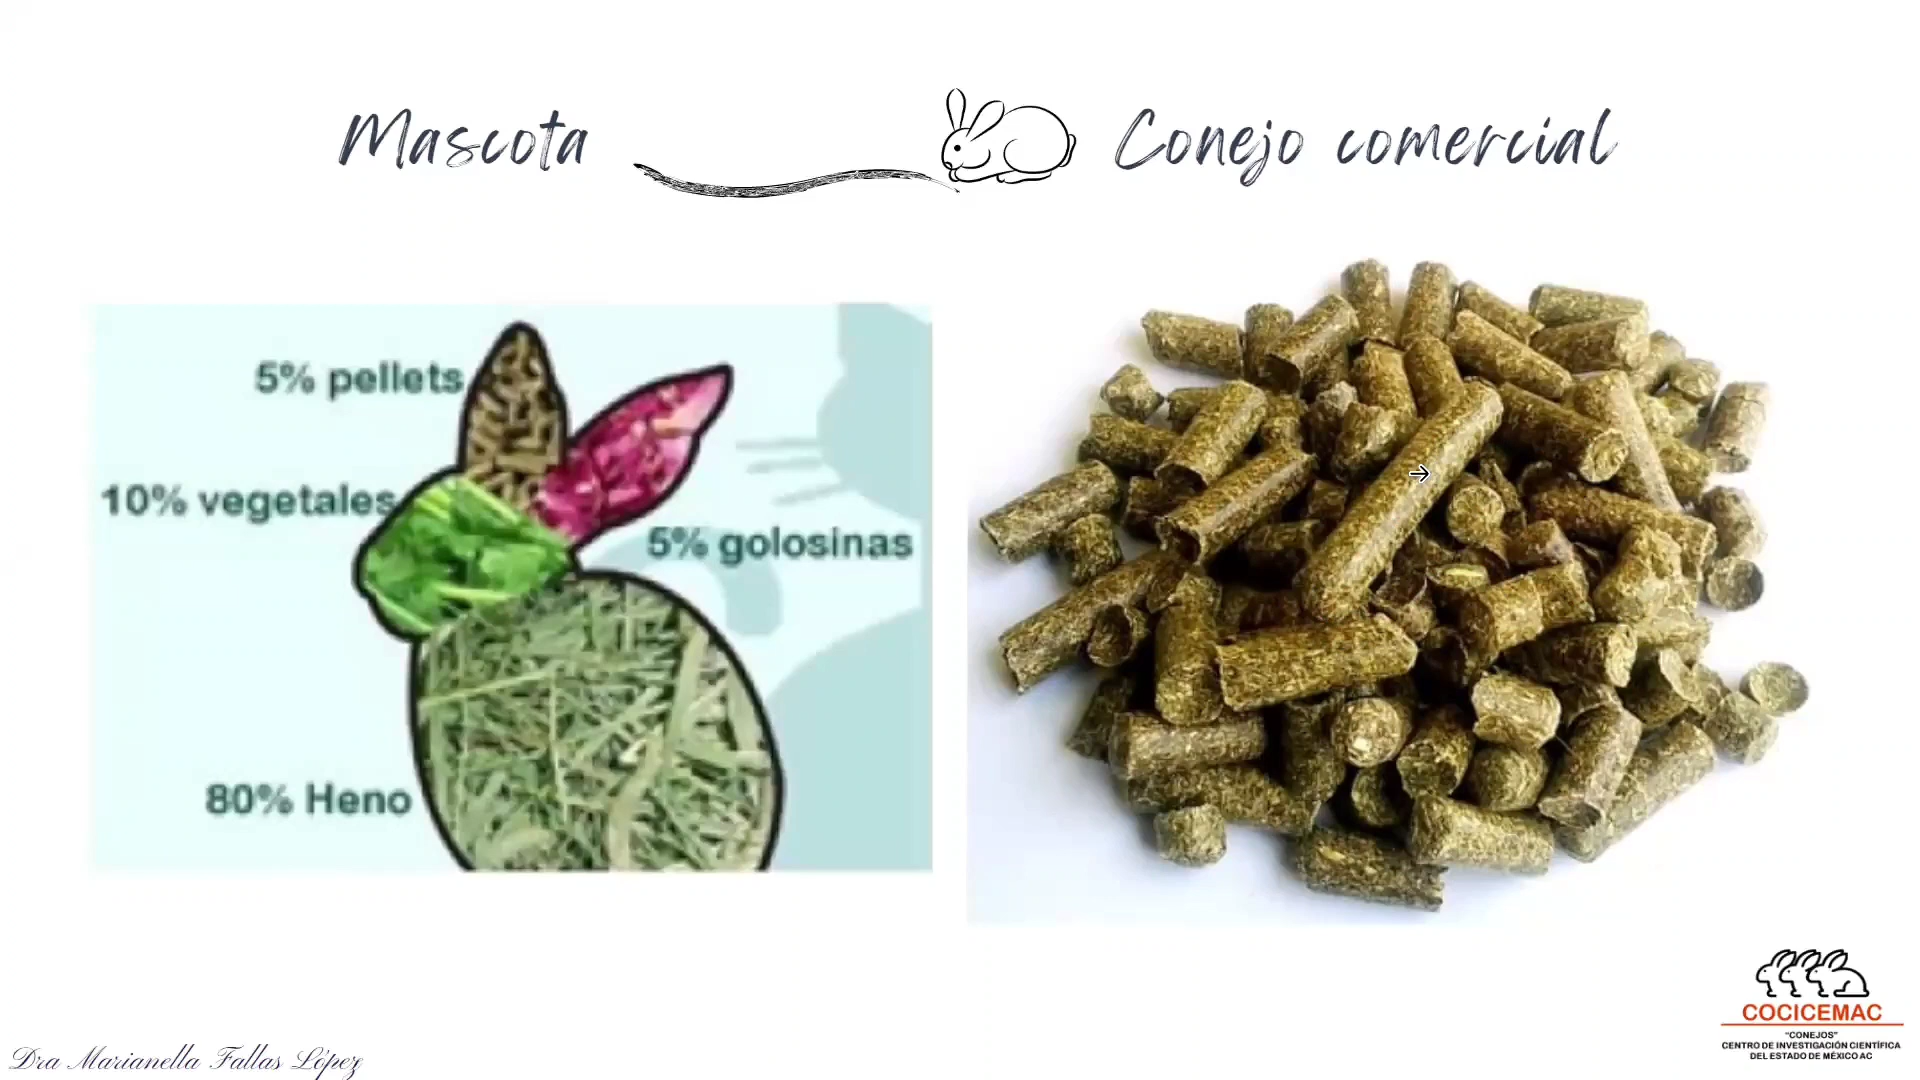 Mascota
Conejo comercial
5% pellets
10% vegetales
5% golosinas
80% Heno
COCICEMAC
"CONEJOS"
CENTRO DE INVESTIGACIÓN CIENTÍFICA
DEL ESTADO DE MÉXICO AC
Dra Marianella Fallas López